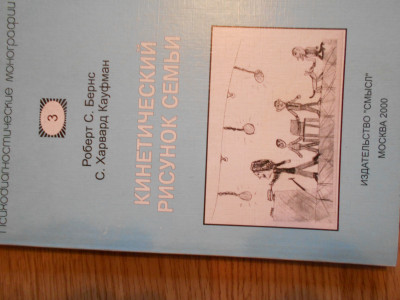 Психодиагностические монографии
3
Роберт С. Бернс
С. Харвард Кауфман
КИНЕТИЧЕСКИЙ
РИСУНОК СЕМЬИ
ИЗДАТЕЛЬСТВО "СМЫСЛ"
МОСКВА 2000